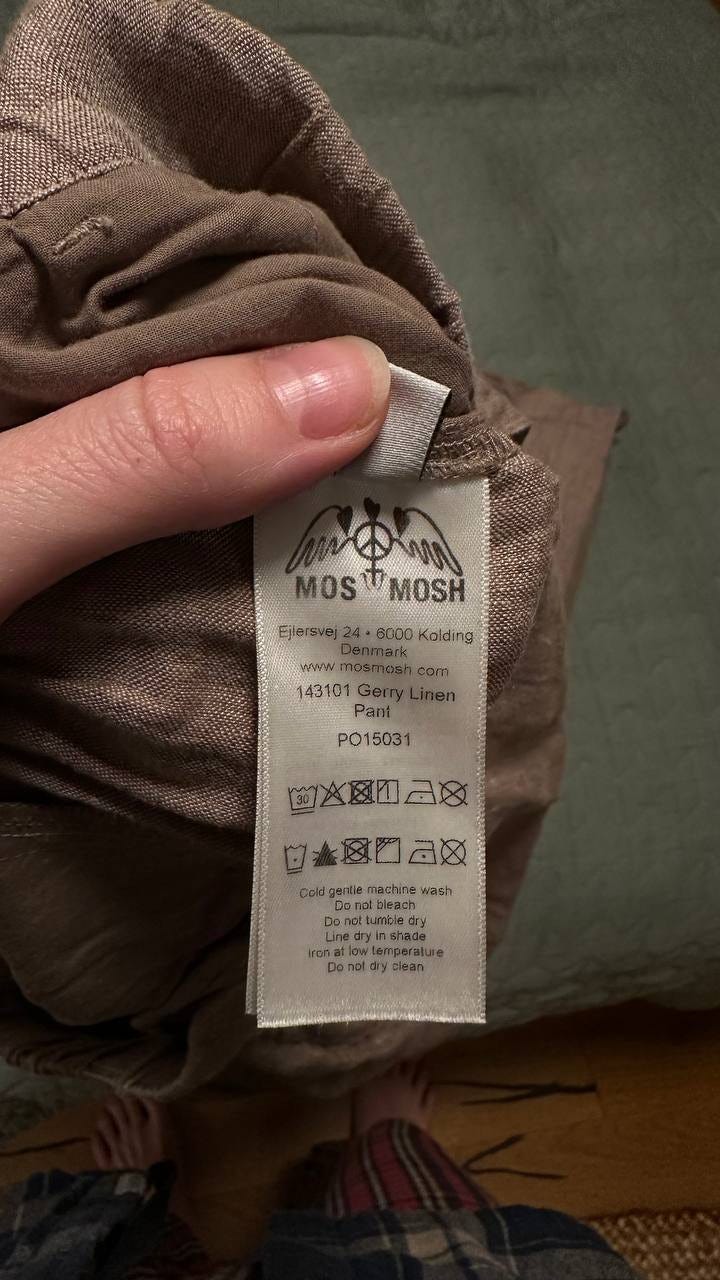 MOS MOSH
Ejlersvej 24 • 6000 Kolding
Denmark
www.mosmosh.com
143101 Gerry Linen
Pant
PO15031
30
Cold gentle machine wash
Do not bleach
Do not tumble dry
Line dry in shade
Iron at low temperature
Do not dry clean